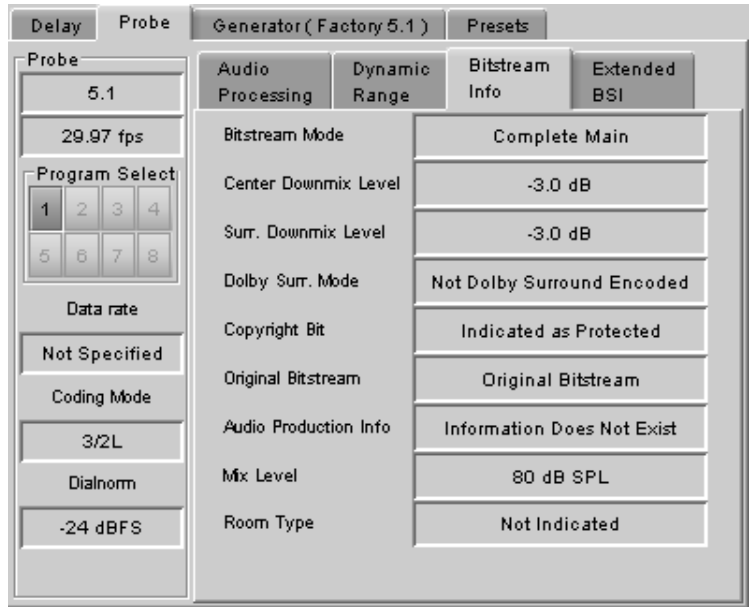 Delay Probe Generator ( Factory 5.1 ) Presets
Probe
5.1
29.97 fps
Program Select
1 2 3 4
5 6 7 8
Data rate
Not Specified
Coding Mode
3/2L
Dialnorm
-24 dBFS
Audio Processing
Dynamic Range
Bitstream Info
Extended BSI
Bitstream Mode Complete Main
Center Downmix Level -3.0 dB
Surr. Downmix Level -3.0 dB
Dolby Surr. Mode Not Dolby Surround Encoded
Copyright Bit Indicated as Protected
Original Bitstream Original Bitstream
Audio Production Info Information Does Not Exist
Mix Level 80 dB SPL
Room Type Not Indicated